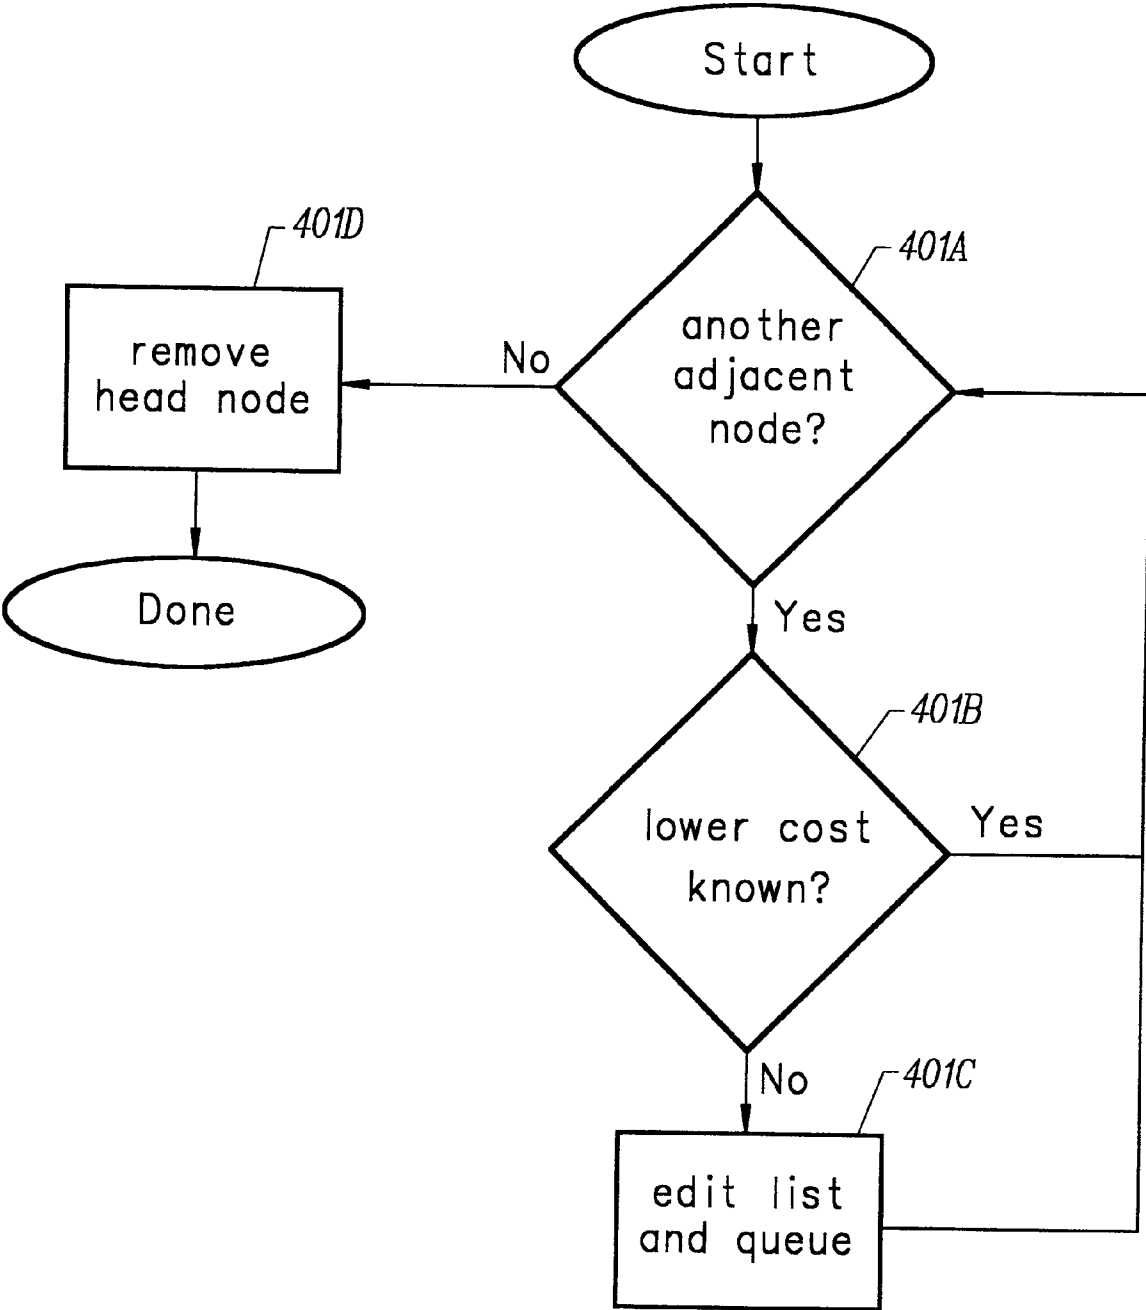 Start
401D
401A
another
adjacent
node?
No
remove
head node
Yes
Done
401B
lower cost
known?
Yes
No
401C
edit list
and queue